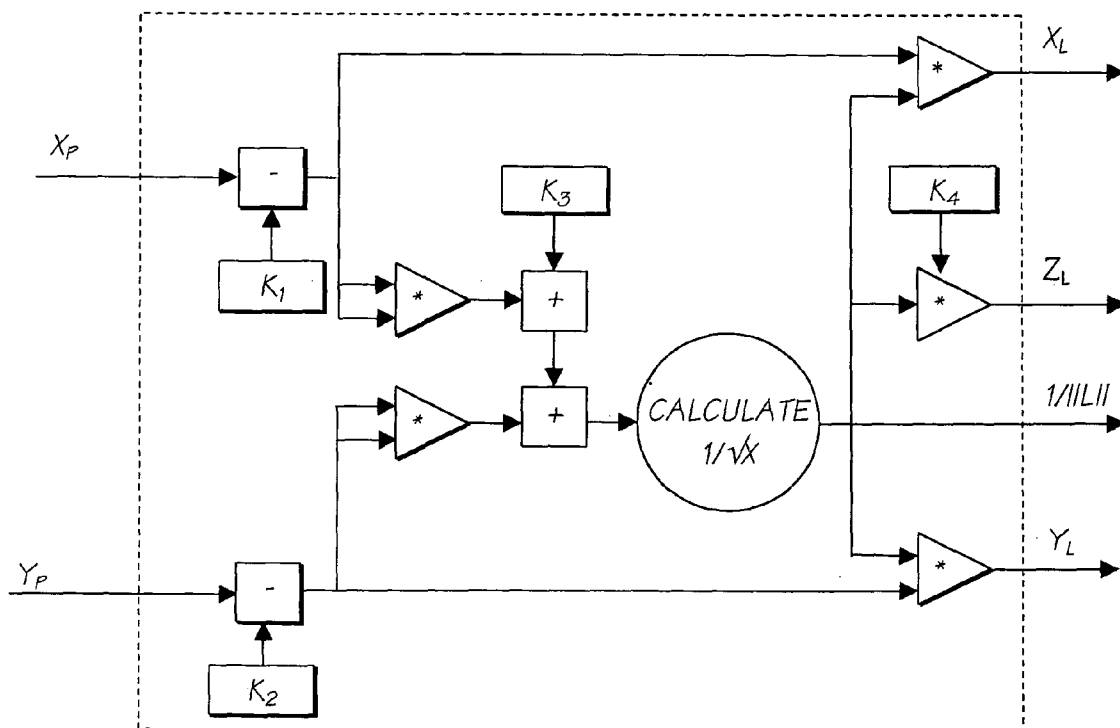 X_L
*
X_P
-
K_3
K_4
K_1
*
+
*
Z_L
*
+
CALCULATE
1/√X
1/||L||
Y_P
-
*
Y_L
K_2